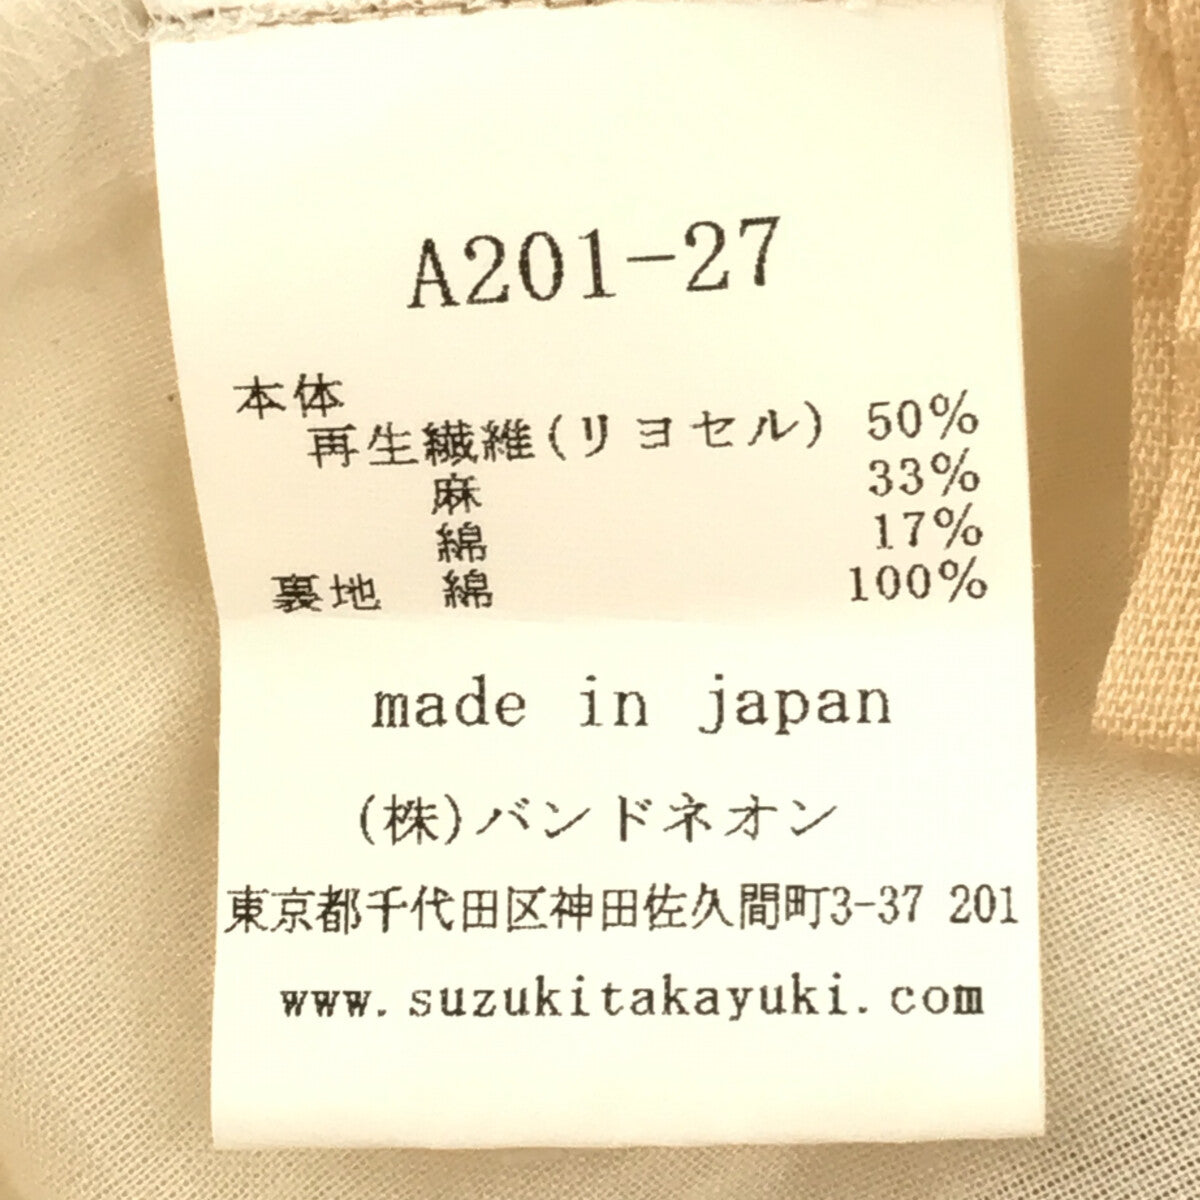 A201-27
本体
再生繊維(リヨセル) 50%
麻 33%
綿 17%
裏地 綿 100%
made in japan
(株)バンドネオン
東京都千代田区神田佐久間町3-37 201
www.suzukitakayuki.com